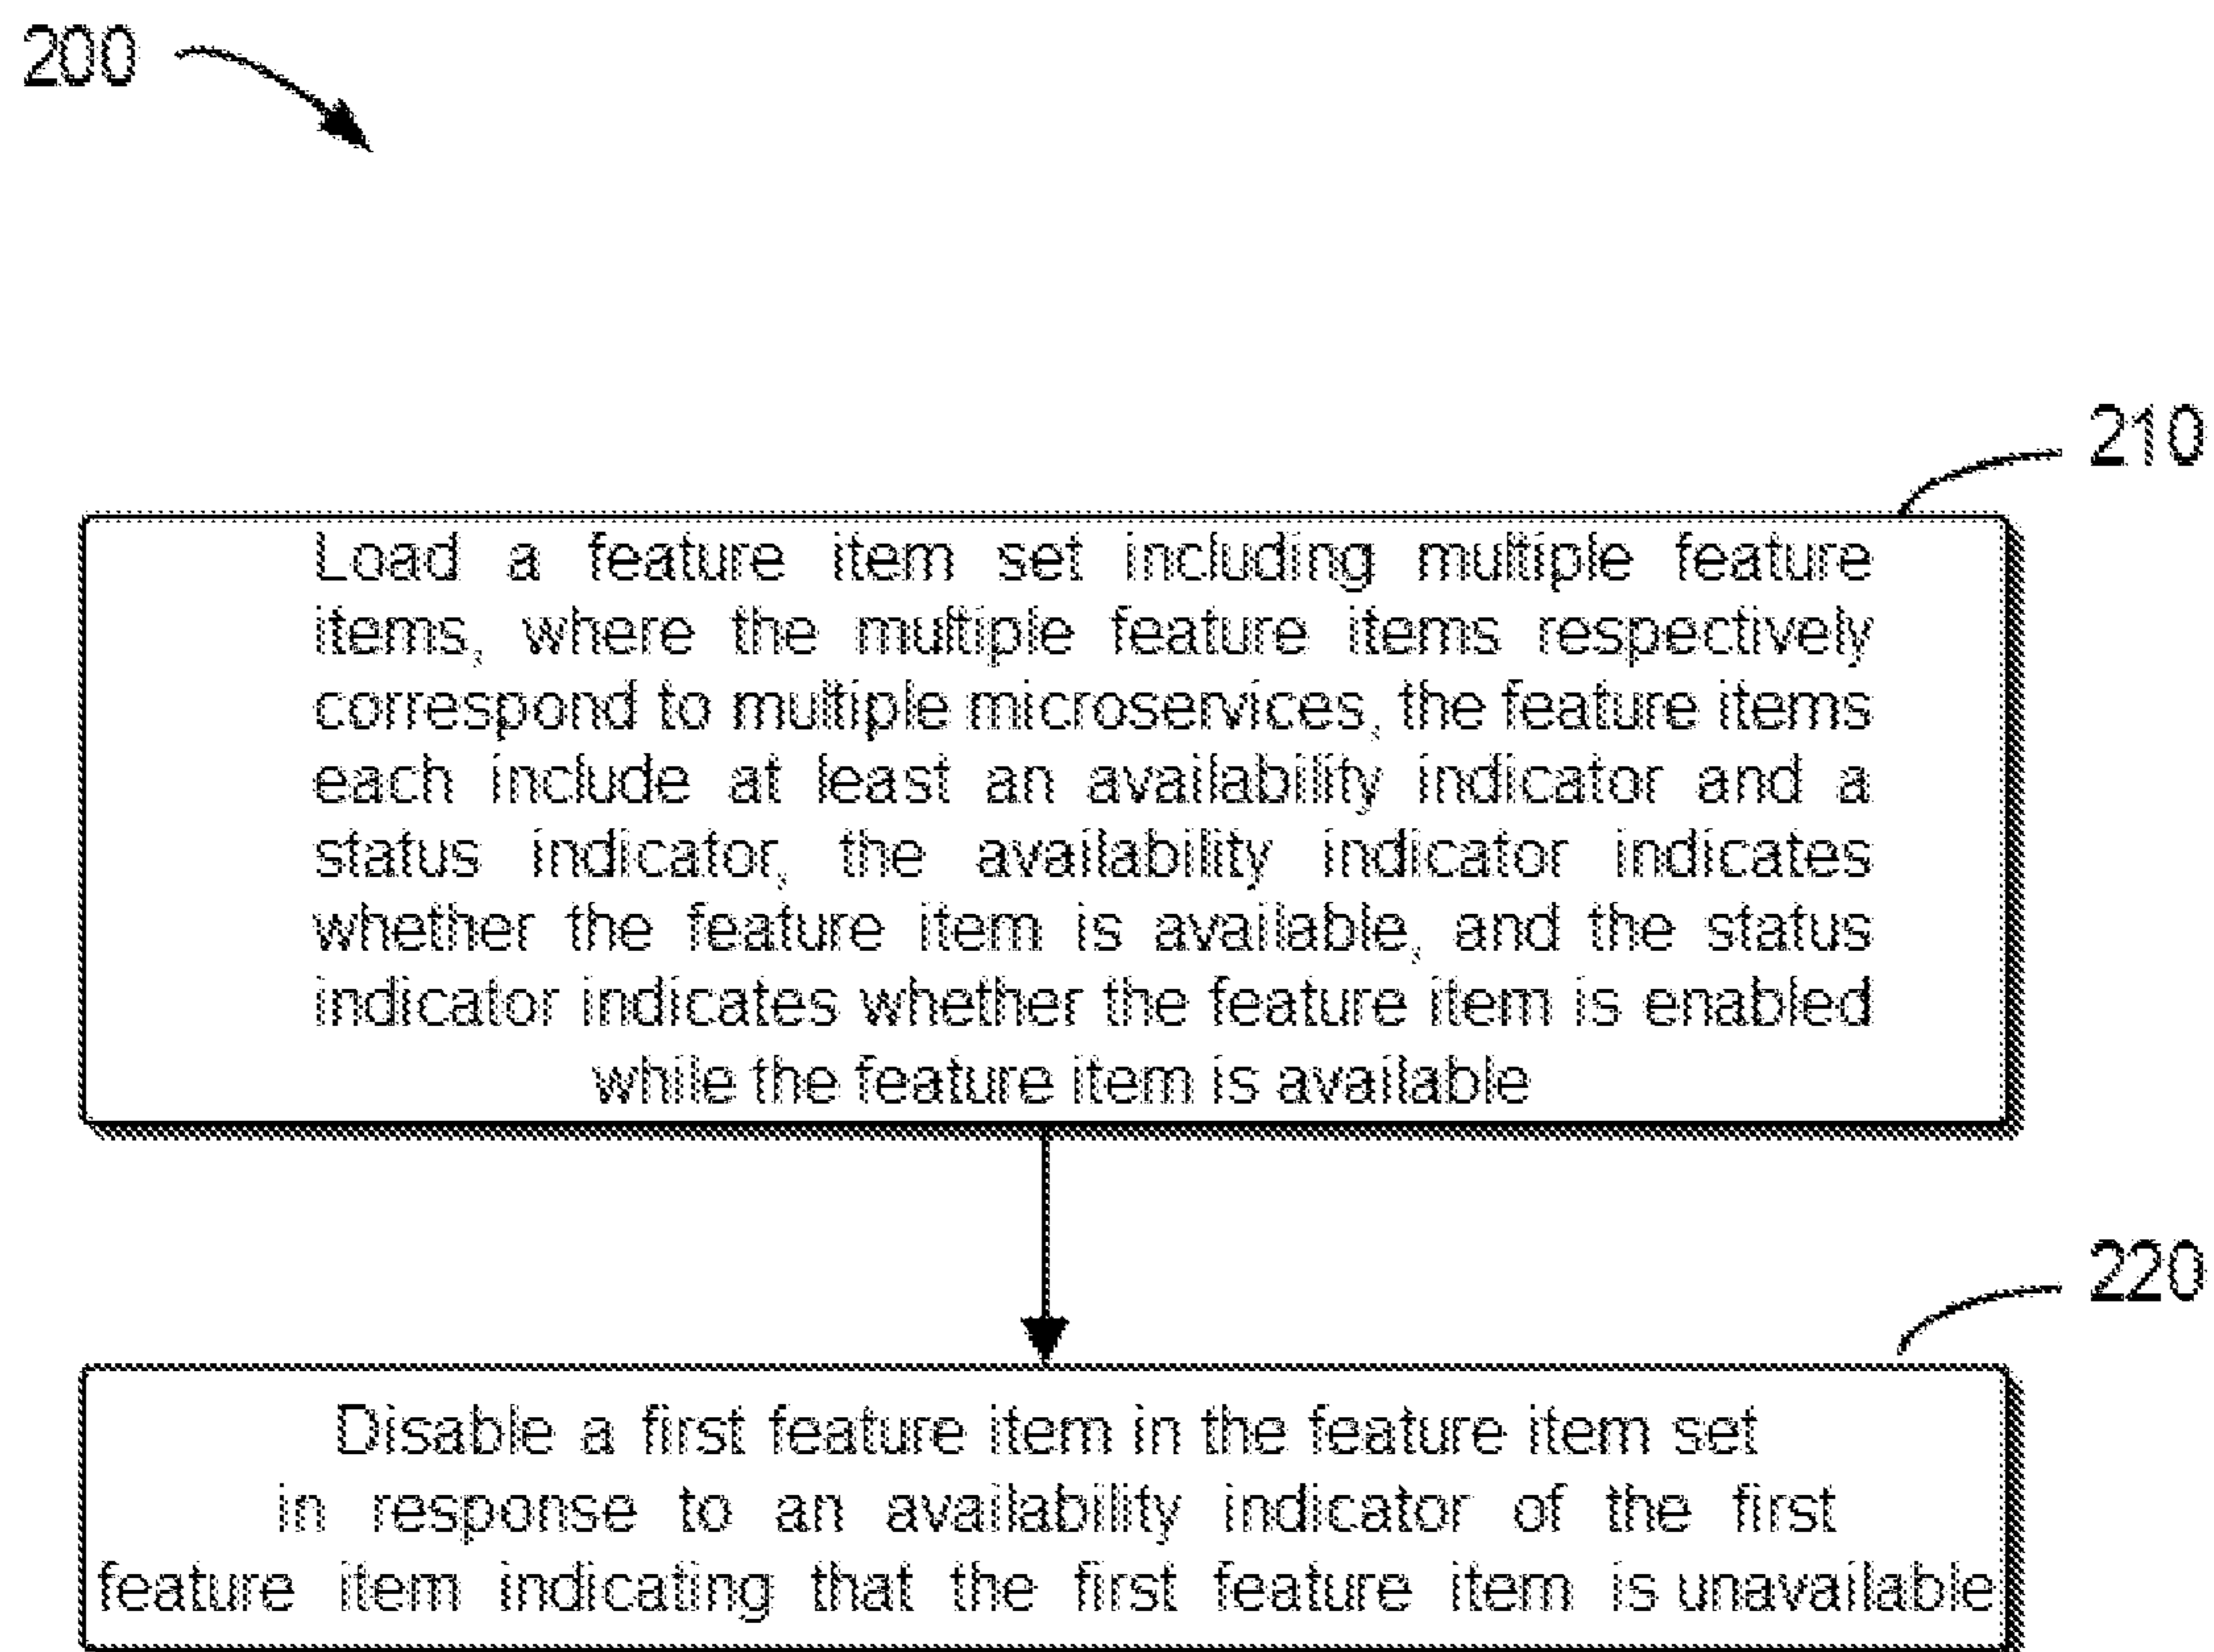 200
210
Load a feature item set including multiple feature
items, where the multiple feature items respectively
correspond to multiple microservices, the feature items
each include at least an availability indicator and a
status indicator, the availability indicator indicates
whether the feature item is available, and the status
indicator indicates whether the feature item is enabled
while the feature item is available
220
Disable a first feature item in the feature item set
in response to an availability indicator of the first
feature item indicating that the first feature item is unavailable